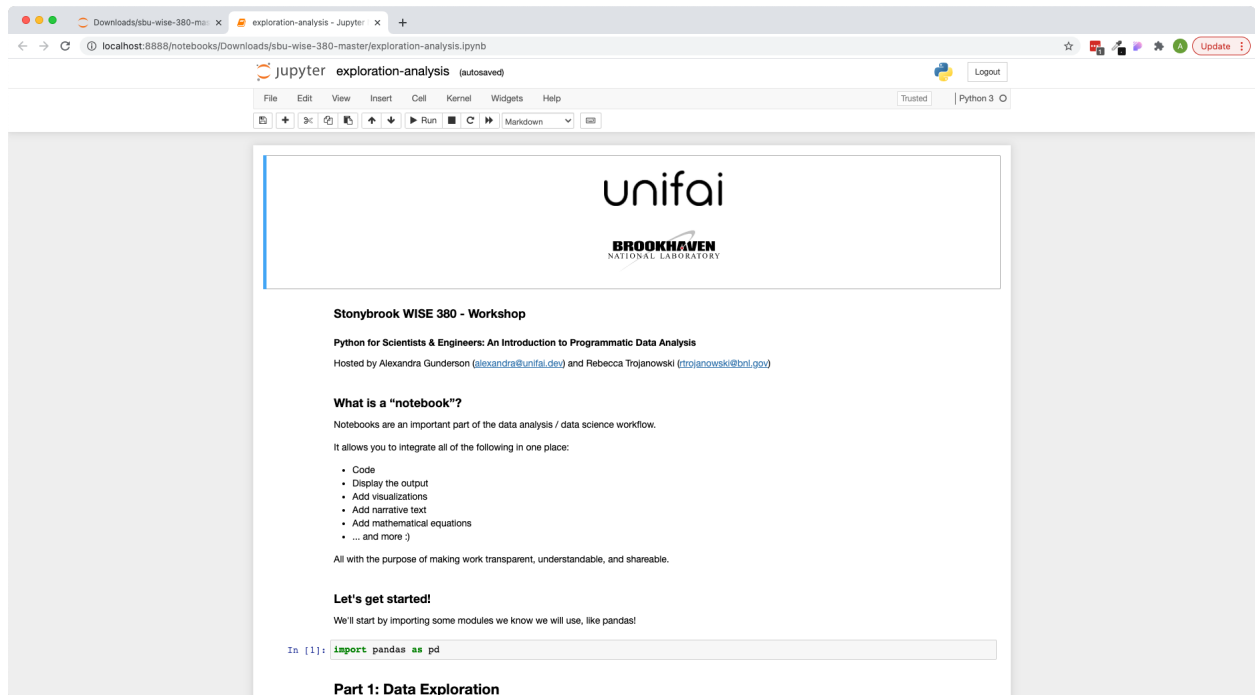 Downloads/sbu-wise-380-mas
exploration-analysis - Jupyter
localhost:8888/notebooks/Downloads/sbu-wise-380-master/exploration-analysis.ipynb
1
A
Update
jupyter exploration-analysis (autosaved)
Logout
File Edit View Insert Cell Kernel Widgets Help
Trusted
Python 3
Run
Markdown
unifai
BROOKHAVEN
NATIONAL LABORATORY
Stonybrook WISE 380 - Workshop
Python for Scientists & Engineers: An Introduction to Programmatic Data Analysis
Hosted by Alexandra Gunderson (alexandra@unifai.dev) and Rebecca Trojanowski (rtrojanowski@bnl.gov)
What is a “notebook”?
Notebooks are an important part of the data analysis / data science workflow.
It allows you to integrate all of the following in one place:
• Code
• Display the output
• Add visualizations
• Add narrative text
• Add mathematical equations
• ... and more :)
All with the purpose of making work transparent, understandable, and shareable.
Let's get started!
We'll start by importing some modules we know we will use, like pandas!
In [1]: import pandas as pd
Part 1: Data Exploration